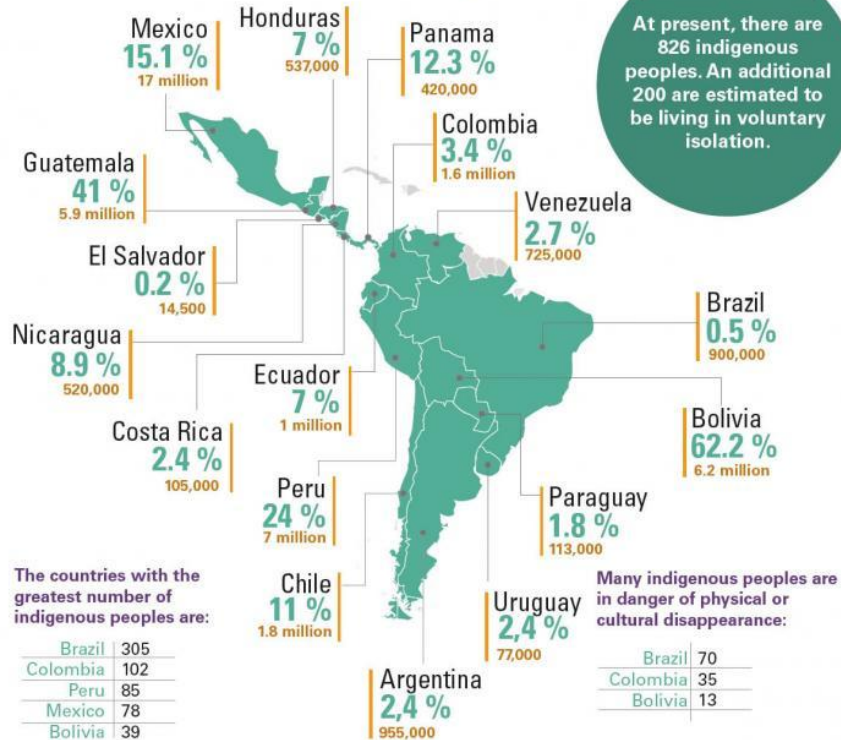 Mexico
15.1 %
17 million
Honduras
7 %
537,000
Panama
12.3 %
420,000
At present, there are
826 indigenous
peoples. An additional
200 are estimated to
be living in voluntary
isolation.
Colombia
3.4 %
1.6 million
Guatemala
41 %
5.9 million
Venezuela
2.7 %
725,000
El Salvador
0.2 %
14,500
Brazil
0.5 %
900,000
Nicaragua
8.9 %
520,000
Ecuador
7 %
1 million
Costa Rica
2.4 %
105,000
Bolivia
62.2 %
6.2 million
Peru
24 %
7 million
Paraguay
1.8 %
113,000
Chile
11 %
1.8 million
Uruguay
2,4 %
77,000
Argentina
2,4 %
955,000
The countries with the
greatest number of
indigenous peoples are:
Brazil 305
Colombia 102
Peru 85
Mexico 78
Bolivia 39
Many indigenous peoples are
in danger of physical or
cultural disappearance:
Brazil 70
Colombia 35
Bolivia 13